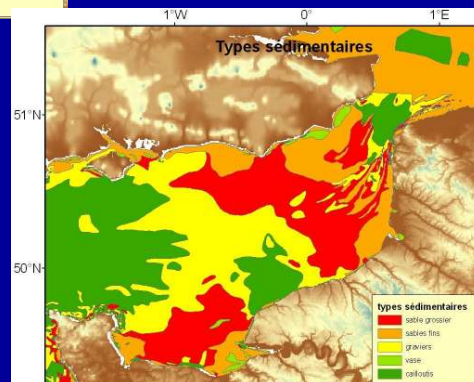 1°W 0° 1°E
Types sédimentaires
51°N
50°N
types sédimentaires
sable grossier
sables fins
graviers
vase
cailloutis